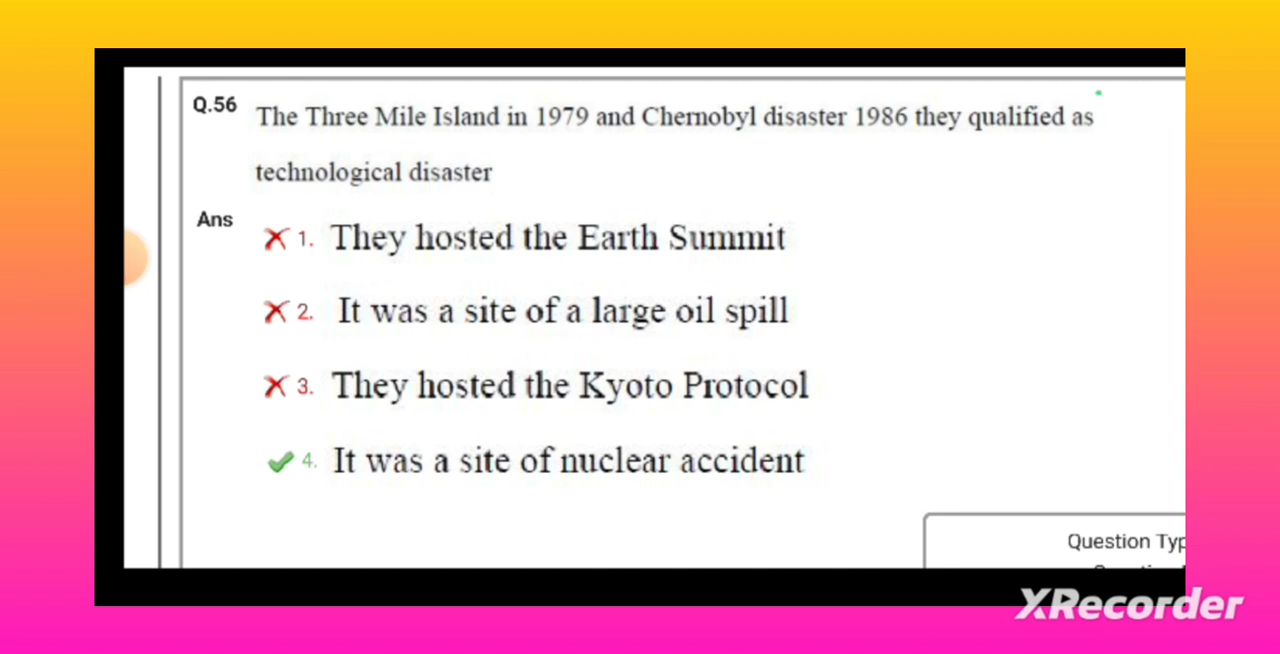 Q.56 The Three Mile Island in 1979 and Chernobyl disaster 1986 they qualified as
technological disaster
Ans
1. They hosted the Earth Summit
2. It was a site of a large oil spill
3. They hosted the Kyoto Protocol
4. It was a site of nuclear accident
Question Typ
XRecorder